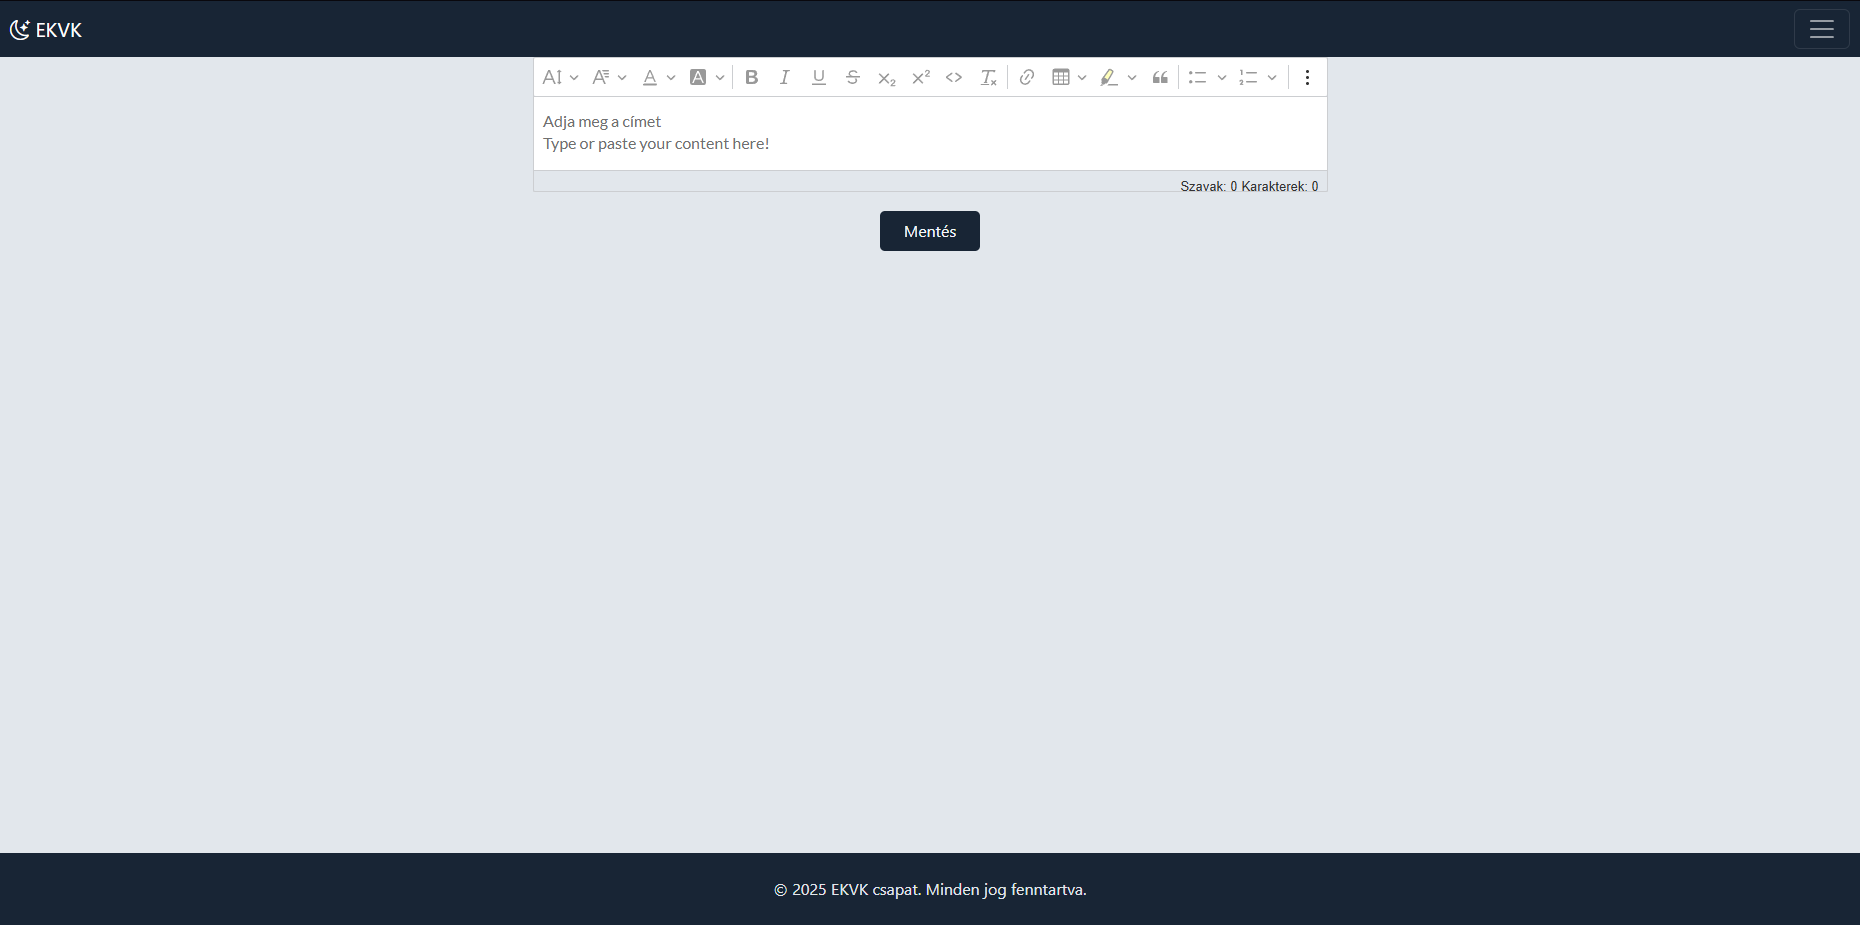 EKVK
Adja meg a címet
Type or paste your content here!
Szavak: 0 Karakterek: 0
Mentés
© 2025 EKVK csapat. Minden jog fenntartva.